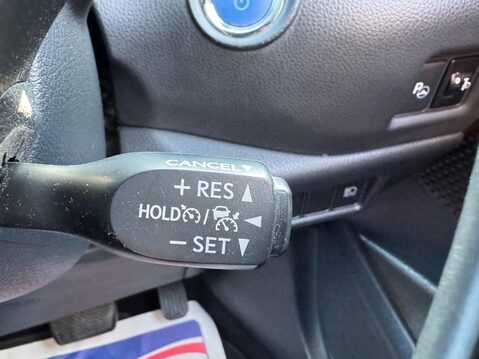 CANCEL
+ RES
HOLD /
− SET
P